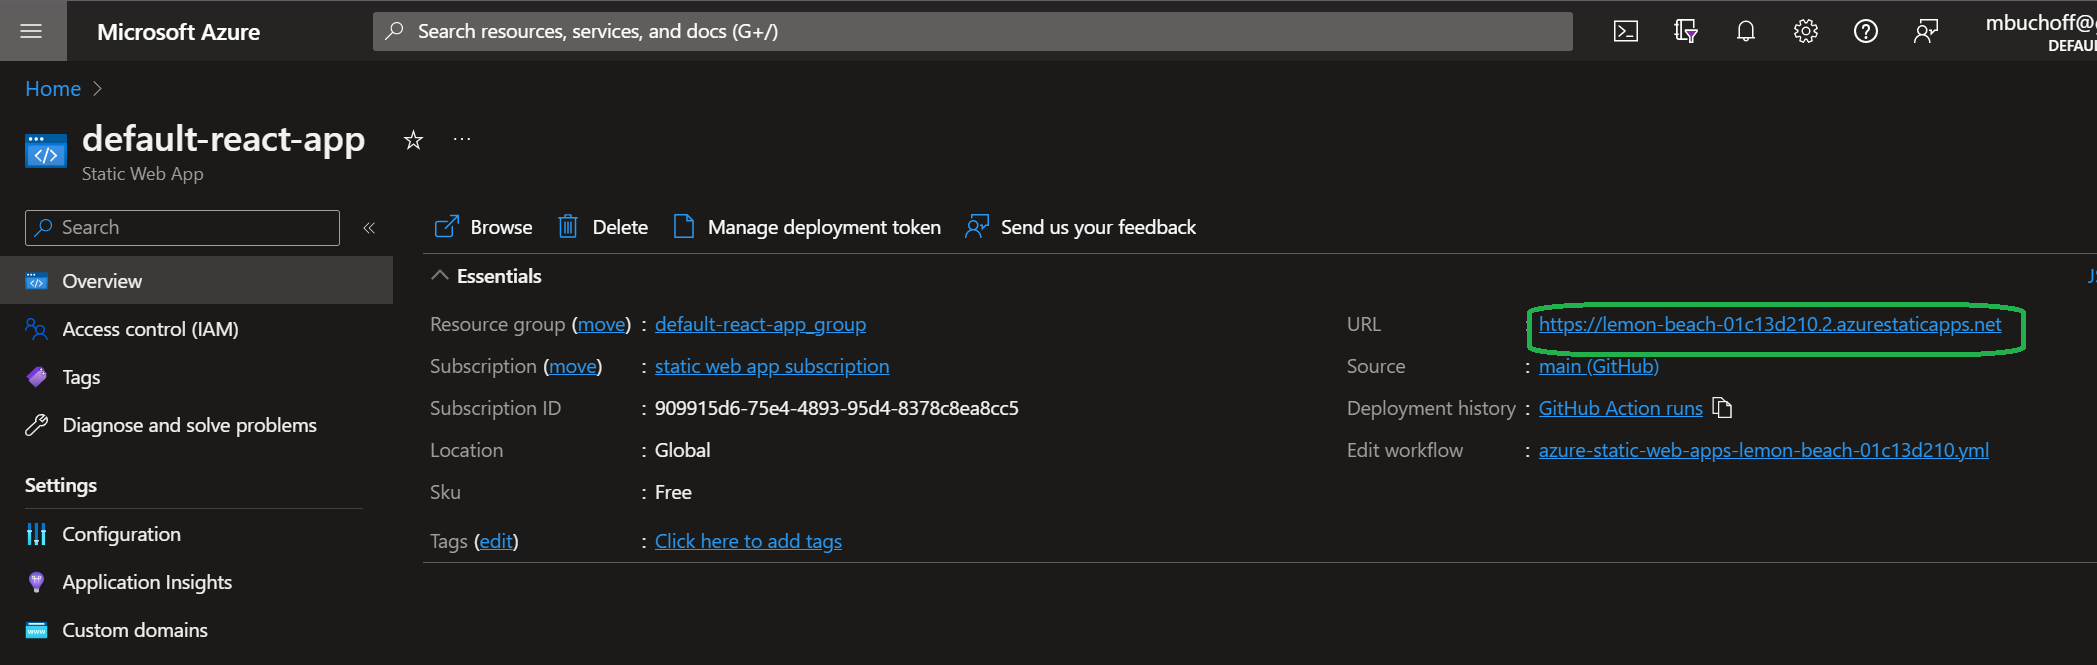 Microsoft Azure
Search resources, services, and docs (G+/)
mbuchoff@
DEFAU
Home
default-react-app
...
Static Web App
Search
«
Browse
Delete
Manage deployment token
Send us your feedback
Overview
Access control (IAM)
Tags
Diagnose and solve problems
Settings
Configuration
Application Insights
Custom domains
Essentials
JS
Resource group (move) : default-react-app_group
Subscription (move) : static web app subscription
Subscription ID : 909915d6-75e4-4893-95d4-8378c8ea8cc5
Location : Global
Sku : Free
Tags (edit) : Click here to add tags
URL : https://lemon-beach-01c13d210.2.azurestaticapps.net
Source : main (GitHub)
Deployment history : GitHub Action runs
Edit workflow : azure-static-web-apps-lemon-beach-01c13d210.yml